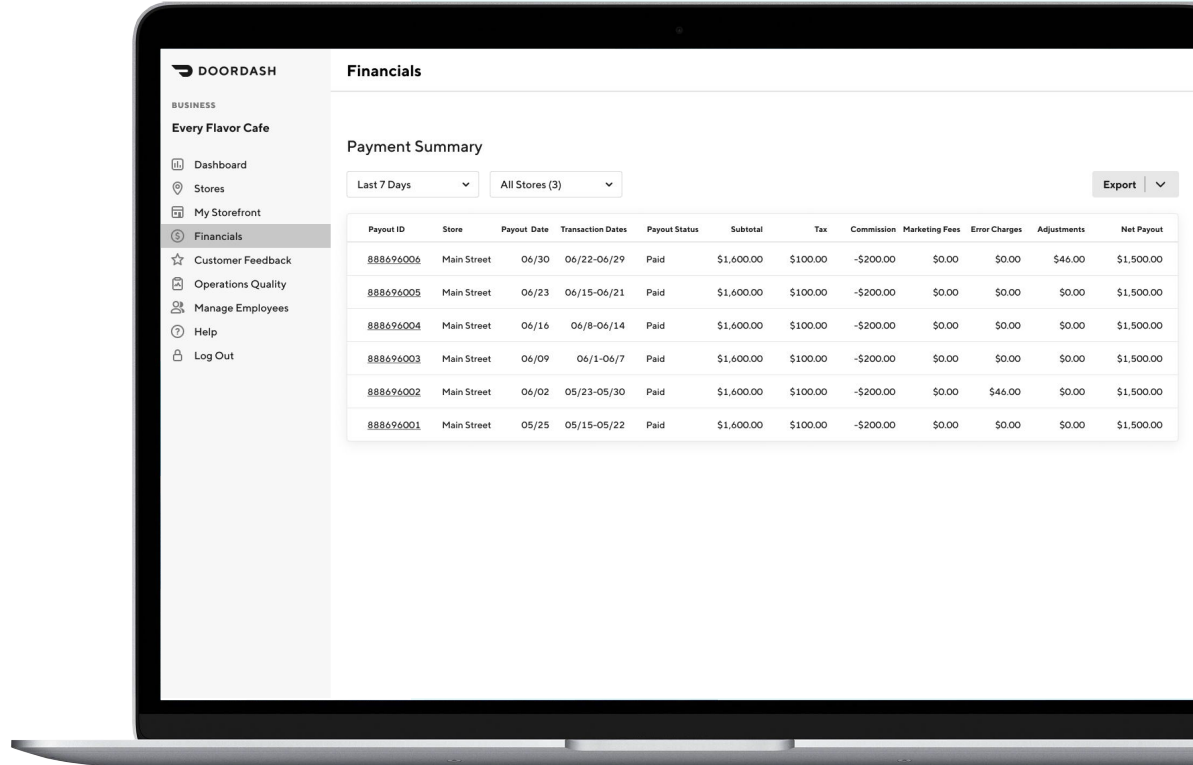 DOORDASH
Financials
BUSINESS
Every Flavor Cafe
Dashboard
Stores
My Storefront
Financials
Customer Feedback
Operations Quality
Manage Employees
Help
Log Out
Payment Summary
Last 7 Days All Stores (3) Export
Payout ID Store Payout Date Transaction Dates Payout Status Subtotal Tax Commission Marketing Fees Error Charges Adjustments Net Payout
888696006 Main Street 06/30 06/22-06/29 Paid $1,600.00 $100.00 -$200.00 $0.00 $0.00 $46.00 $1,500.00
888696005 Main Street 06/23 06/15-06/21 Paid $1,600.00 $100.00 -$200.00 $0.00 $0.00 $0.00 $1,500.00
888696004 Main Street 06/16 06/8-06/14 Paid $1,600.00 $100.00 -$200.00 $0.00 $0.00 $0.00 $1,500.00
888696003 Main Street 06/09 06/1-06/7 Paid $1,600.00 $100.00 -$200.00 $0.00 $0.00 $0.00 $1,500.00
888696002 Main Street 06/02 05/23-05/30 Paid $1,600.00 $100.00 -$200.00 $0.00 $46.00 $0.00 $1,500.00
888696001 Main Street 05/25 05/15-05/22 Paid $1,600.00 $100.00 -$200.00 $0.00 $0.00 $0.00 $1,500.00